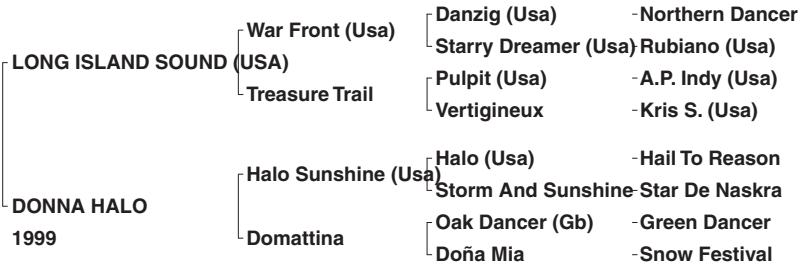 Danzig (Usa) Northern Dancer
War Front (Usa)
Starry Dreamer (Usa) Rubiano (Usa)
LONG ISLAND SOUND (USA)
Pulpit (Usa) A.P. Indy (Usa)
Treasure Trail
Vertigineux Kris S. (Usa)
Halo (Usa) Hail To Reason
Halo Sunshine (Usa)
Storm And Sunshine Star De Naskra
DONNA HALO
Oak Dancer (Gb) Green Dancer
1999 Domattina
Doña Mia Snow Festival